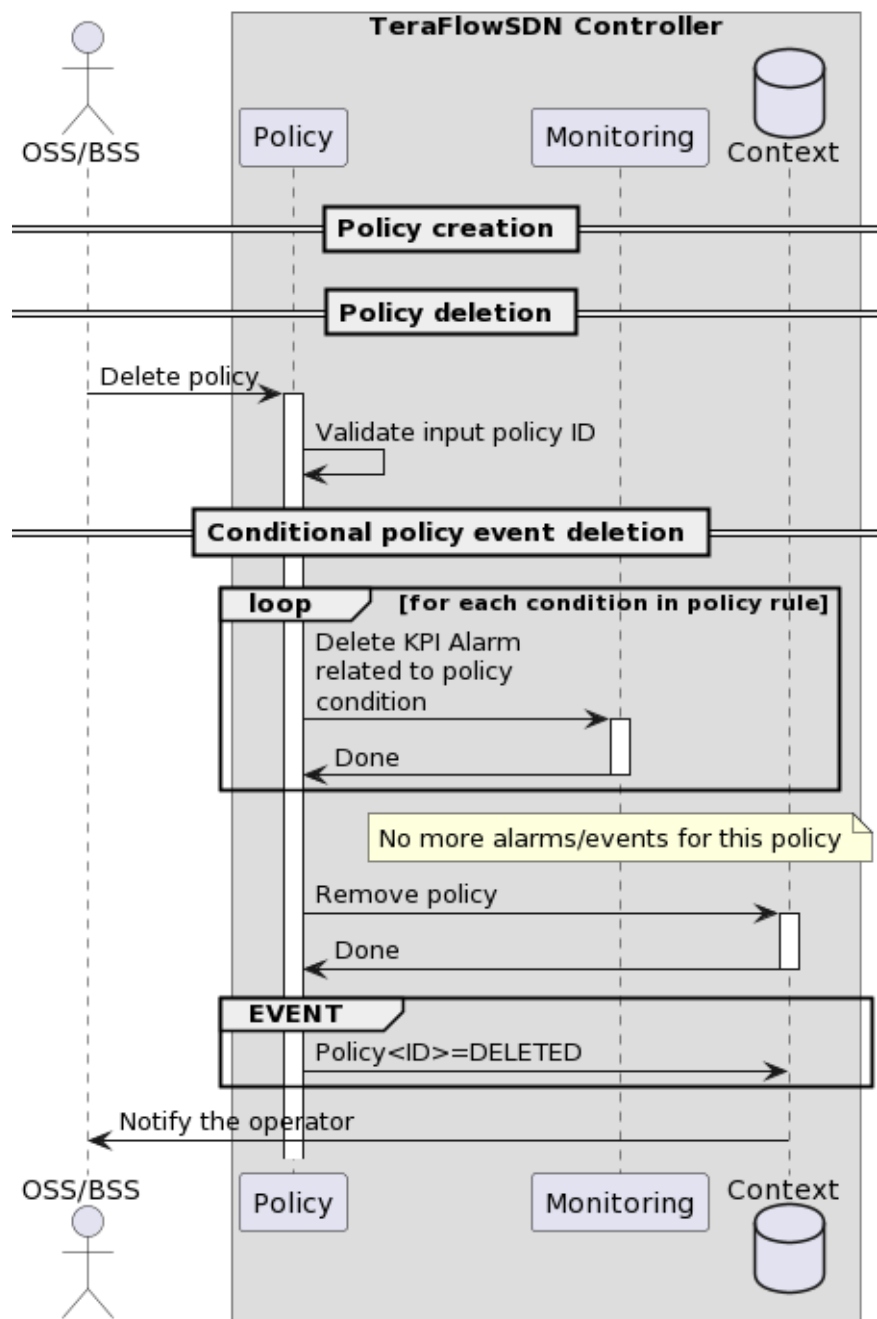 TeraFlowSDN Controller
OSS/BSS
Policy
Monitoring
Context
Policy creation
Policy deletion
Delete policy
Validate input policy ID
Conditional policy event deletion
loop
[for each condition in policy rule]
Delete KPI Alarm
related to policy
condition
Done
No more alarms/events for this policy
Remove policy
Done
EVENT
Policy<ID>=DELETED
Notify the operator
OSS/BSS
Policy
Monitoring
Context